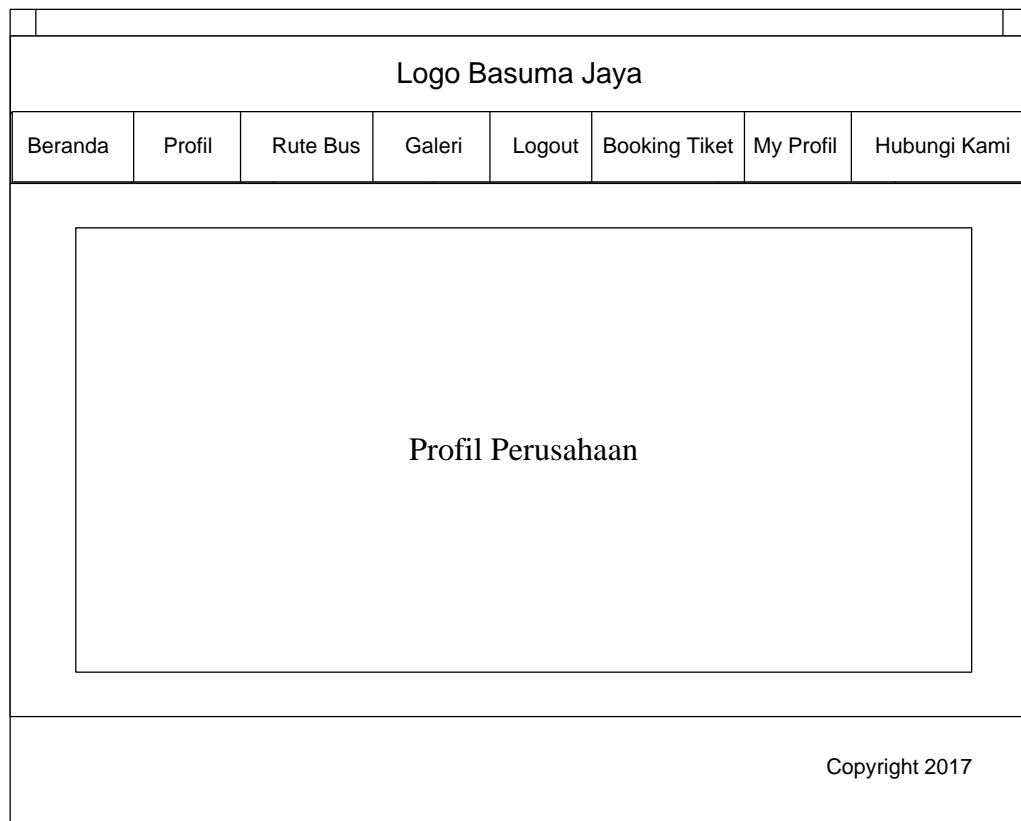 Logo Basuma Jaya
Beranda Profil Rute Bus Galeri Logout Booking Tiket My Profil Hubungi Kami
Profil Perusahaan
Copyright 2017